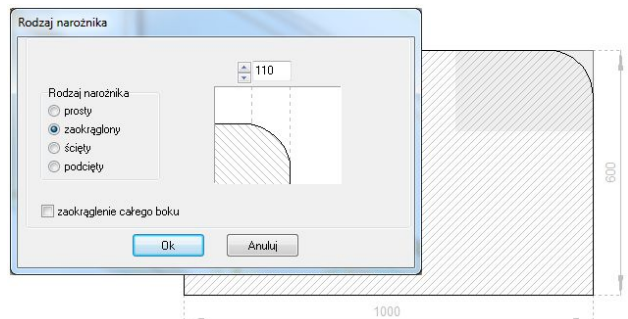 Rodzaj narożnika
110
Rodzaj narożnika
prosty
zaokrąglony
ścięty
podcięty
zaokrąglenie całego boku
Ok
Anuluj
600
1000